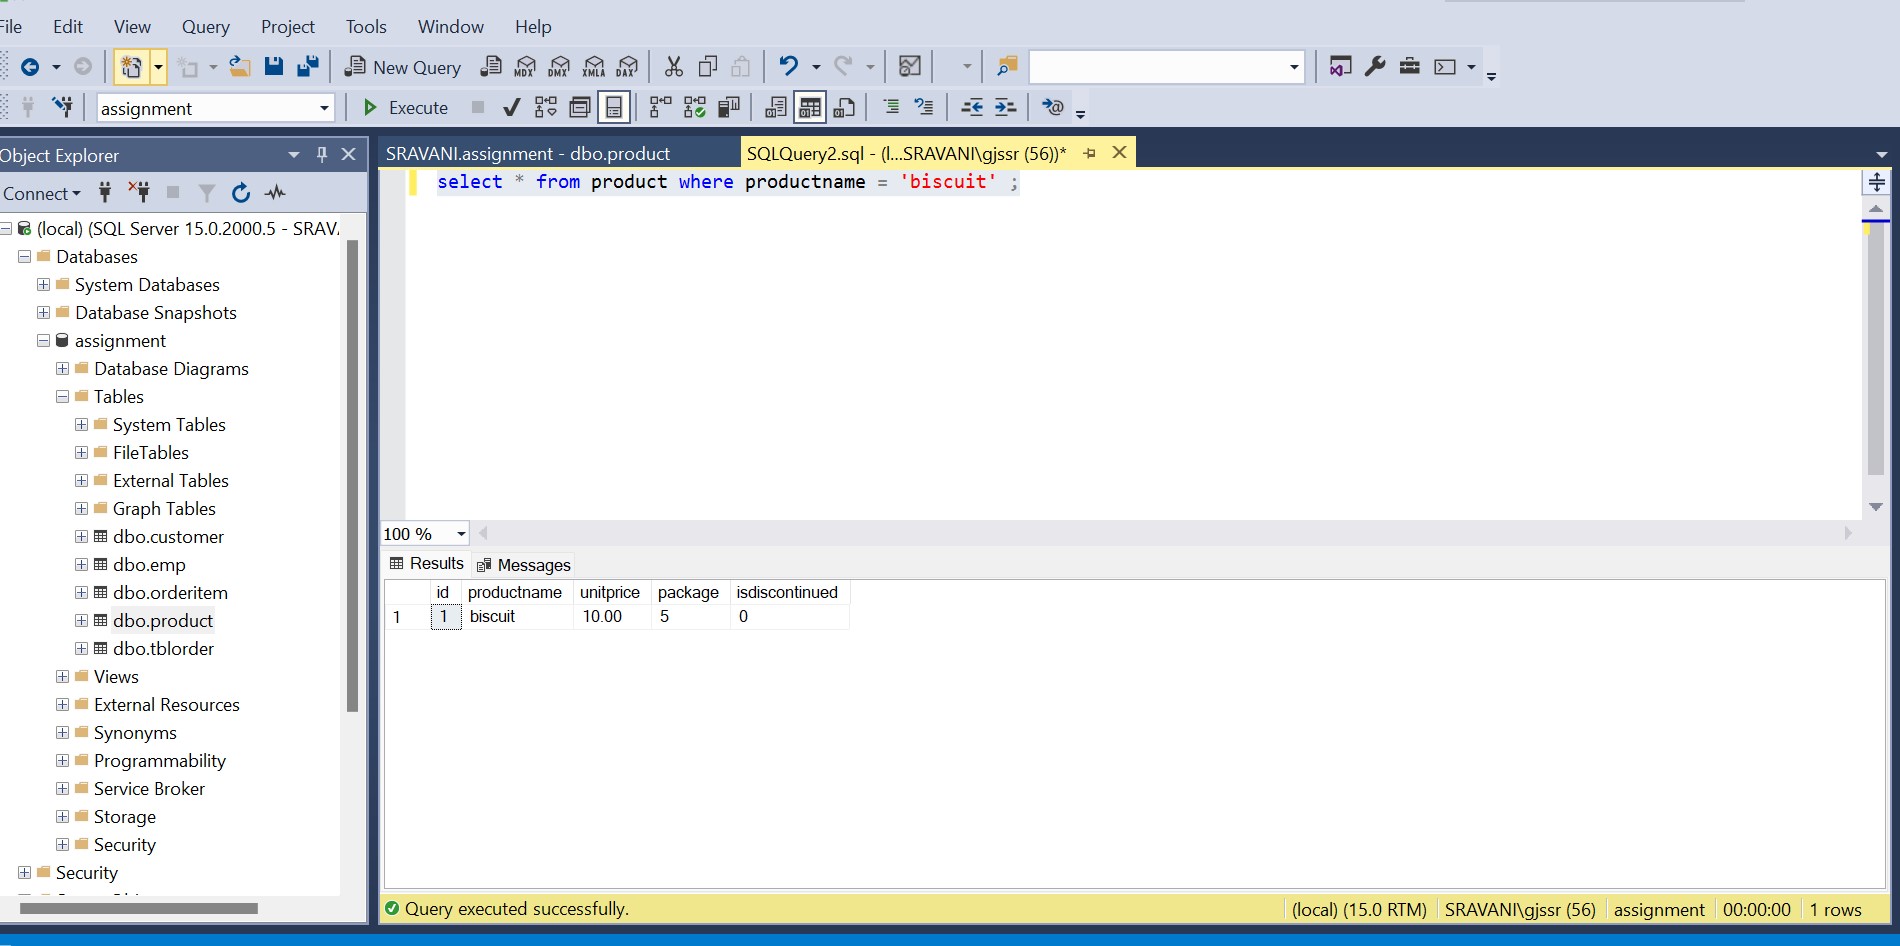 File Edit View Query Project Tools Window Help
New Query MDX DMX XMLA DAX
assignment Execute
Object Explorer
Connect
(local) (SQL Server 15.0.2000.5 - SRAVA
Databases
System Databases
Database Snapshots
assignment
Database Diagrams
Tables
System Tables
FileTables
External Tables
Graph Tables
dbo.customer
dbo.emp
dbo.orderitem
dbo.product
dbo.tblorder
Views
External Resources
Synonyms
Programmability
Service Broker
Storage
Security
Security
SRAVANI.assignment - dbo.product
SQLQuery2.sql - (l...SRAVANI\gjssr (56))*
select * from product where productname = 'biscuit' ;
100 %
Results Messages
id productname unitprice package isdiscontinued
1 1 biscuit 10.00 5 0
Query executed successfully.
(local) (15.0 RTM) SRAVANI\gjssr (56) assignment 00:00:00 1 rows